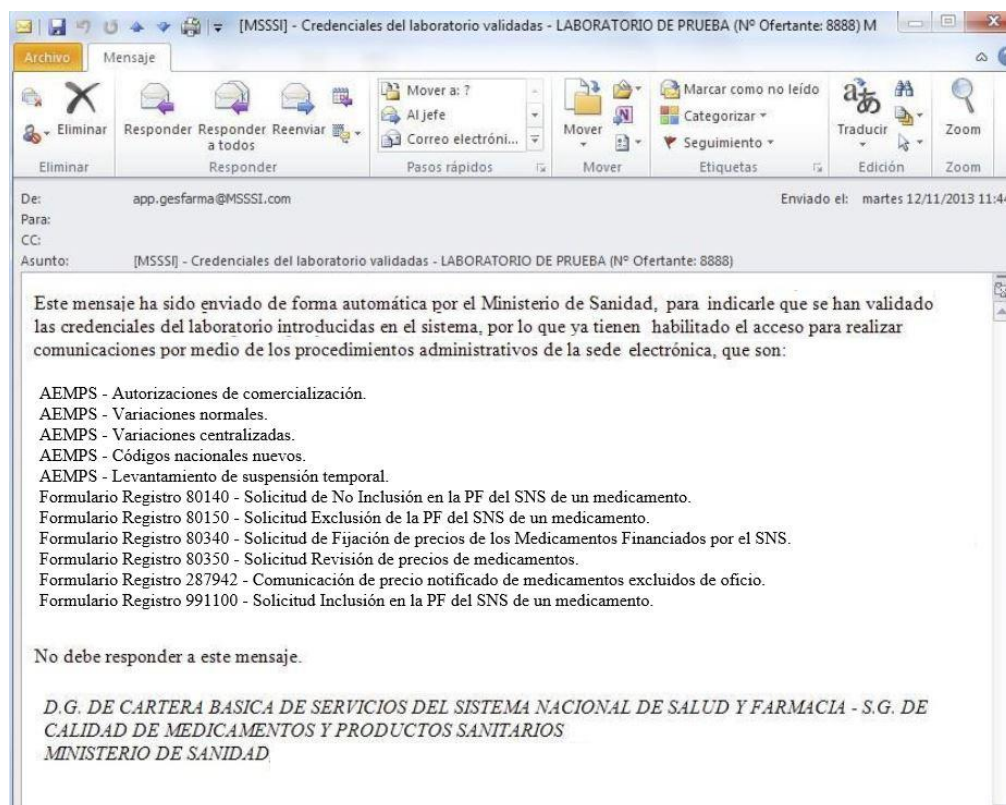 [MSSSI] - Credenciales del laboratorio validadas - LABORATORIO DE PRUEBA (Nº Ofertante: 8888) M
Archivo Mensaje
Eliminar
Responder Responder a todos Reenviar
Mover a: ?
Al jefe
Correo electróni...
Mover
Marcar como no leído
Categorizar
Seguimiento
Traducir
Zoom
Eliminar Responder Pasos rápidos Mover Etiquetas Edición Zoom
De: app.gesfarma@MSSSI.com Enviado el: martes 12/11/2013 11:44
Para:
CC:
Asunto: [MSSSI] - Credenciales del laboratorio validadas - LABORATORIO DE PRUEBA (Nº Ofertante: 8888)
Este mensaje ha sido enviado de forma automática por el Ministerio de Sanidad, para indicarle que se han validado
las credenciales del laboratorio introducidas en el sistema, por lo que ya tienen habilitado el acceso para realizar
comunicaciones por medio de los procedimientos administrativos de la sede electrónica, que son:
AEMPS - Autorizaciones de comercialización.
AEMPS - Variaciones normales.
AEMPS - Variaciones centralizadas.
AEMPS - Códigos nacionales nuevos.
AEMPS - Levantamiento de suspensión temporal.
Formulario Registro 80140 - Solicitud de No Inclusión en la PF del SNS de un medicamento.
Formulario Registro 80150 - Solicitud Exclusión de la PF del SNS de un medicamento.
Formulario Registro 80340 - Solicitud de Fijación de precios de los Medicamentos Financiados por el SNS.
Formulario Registro 80350 - Solicitud Revisión de precios de medicamentos.
Formulario Registro 287942 - Comunicación de precio notificado de medicamentos excluidos de oficio.
Formulario Registro 991100 - Solicitud Inclusión en la PF del SNS de un medicamento.
No debe responder a este mensaje.
D.G. DE CARTERA BASICA DE SERVICIOS DEL SISTEMA NACIONAL DE SALUD Y FARMACIA - S.G. DE
CALIDAD DE MEDICAMENTOS Y PRODUCTOS SANITARIOS
MINISTERIO DE SANIDAD